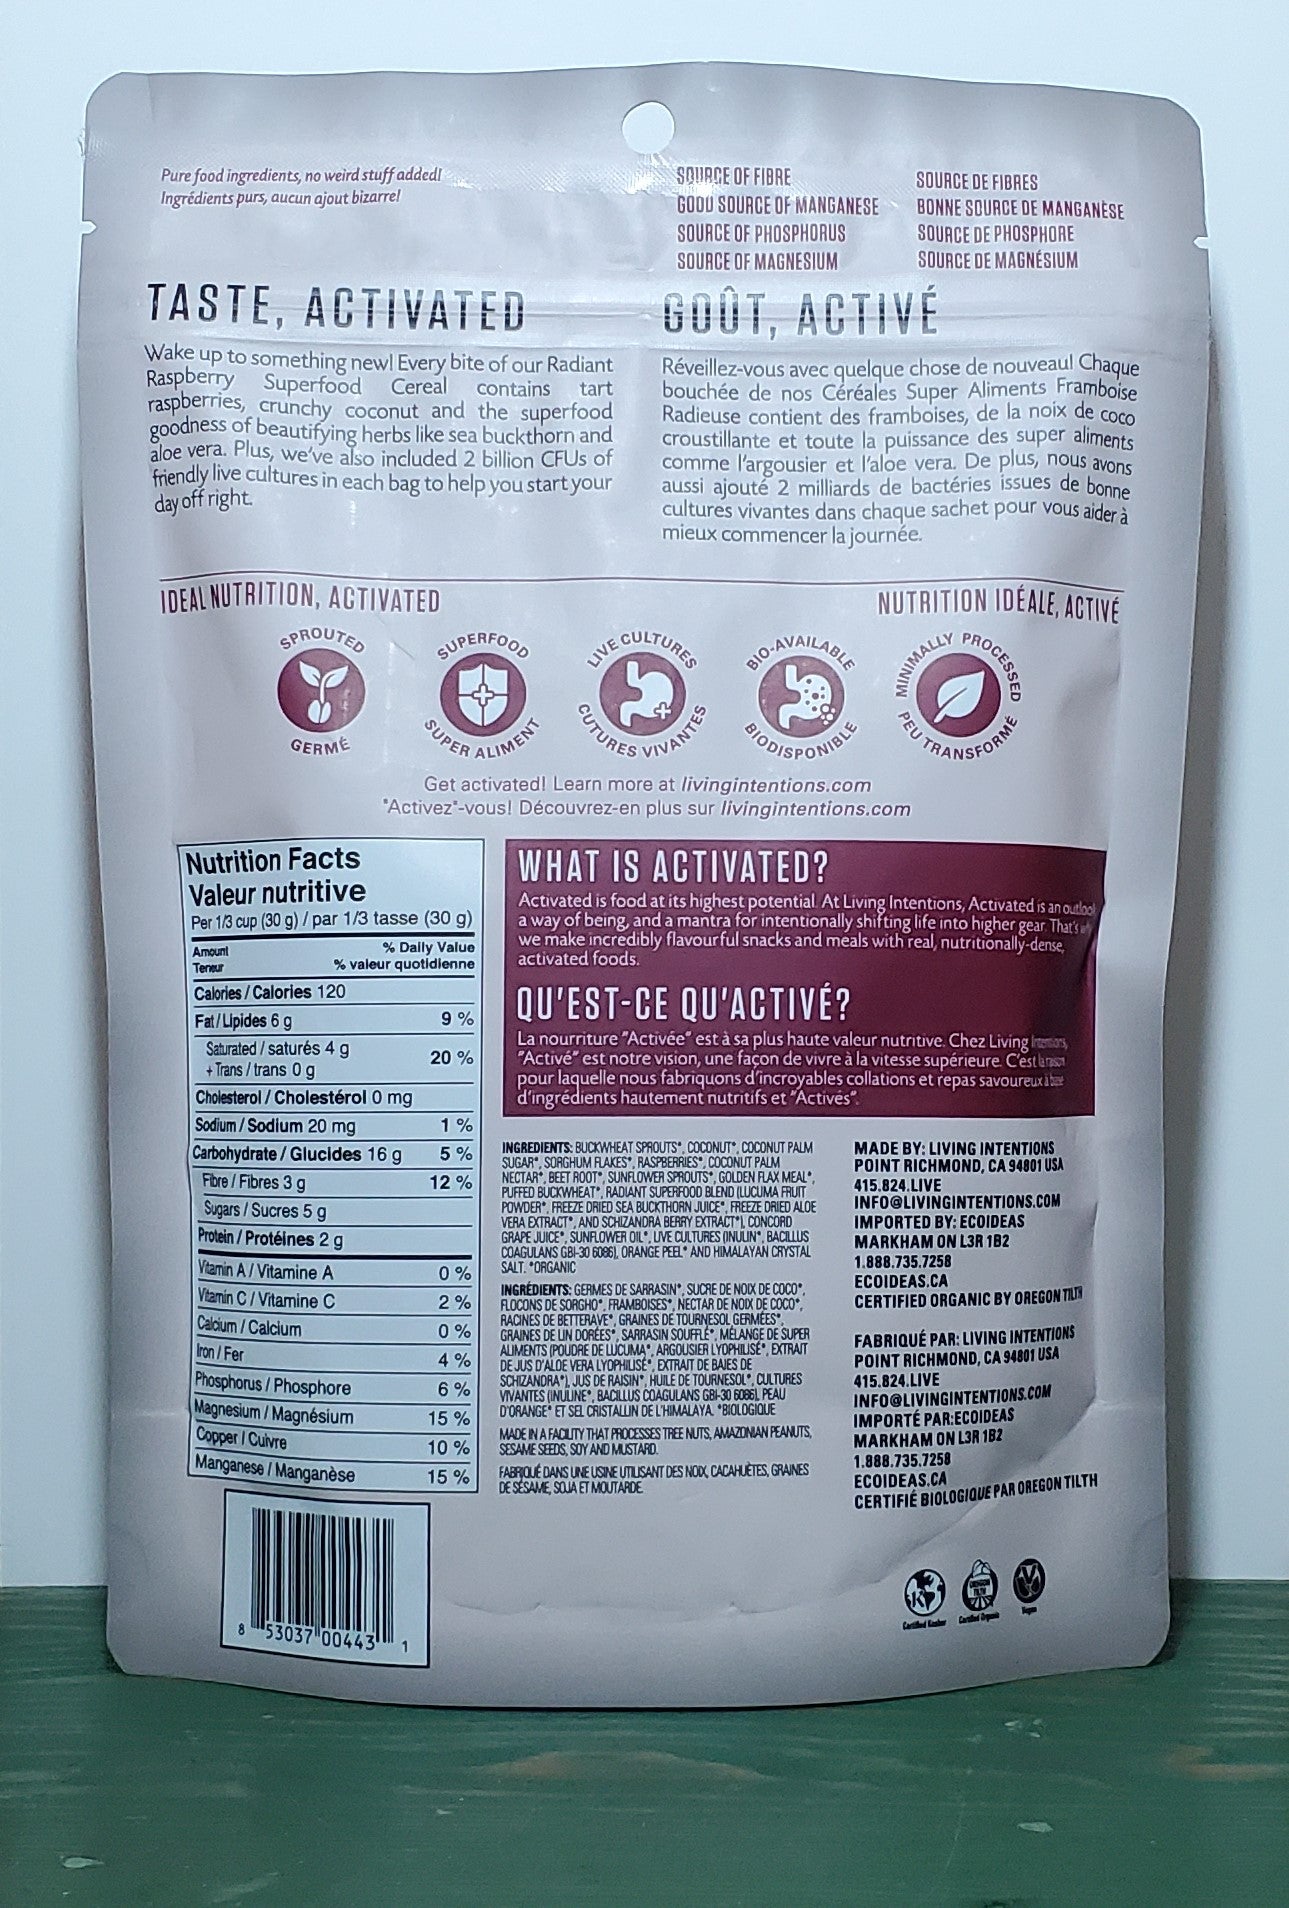 Pure food ingredients, no weird stuff added!
Ingrédients purs, aucun ajout bizarre!
SOURCE OF FIBRE
GOOD SOURCE OF MANGANESE
SOURCE OF PHOSPHORUS
SOURCE OF MAGNESIUM
SOURCE DE FIBRES
BONNE SOURCE DE MANGANÈSE
SOURCE DE PHOSPHORE
SOURCE DE MAGNÉSIUM
TASTE, ACTIVATED
Wake up to something new! Every bite of our Radiant
Raspberry Superfood Cereal contains tart
raspberries, crunchy coconut and the superfood
goodness of beautifying herbs like sea buckthorn and
aloe vera. Plus, we've also included 2 billion CFUs of
friendly live cultures in each bag to help you start your
day off right.
GOÛT, ACTIVÉ
Réveillez-vous avec quelque chose de nouveau! Chaque
bouchée de nos Céréales Super Aliments Framboise
Radieuse contient des framboises, de la noix de coco
croustillante et toute la puissance des super aliments
comme l'argousier et l'aloe vera. De plus, nous avons
aussi ajouté 2 milliards de bactéries issues de bonne
cultures vivantes dans chaque sachet pour vous aider à
mieux commencer la journée.
IDEAL NUTRITION, ACTIVATED
NUTRITION IDÉALE, ACTIVÉ
SPROUTED
GERMÉ
SUPERFOOD
SUPER ALIMENT
LIVE CULTURES
CUTURES VIVANTES
BIO-AVAILABLE
BIODISPONIBLE
MINIMALLY PROCESSED
PEU TRANSFORMÉ
Get activated! Learn more at livingintentions.com
"Activez"-vous! Découvrez-en plus sur livingintentions.com
Nutrition Facts
Valeur nutritive
Per 1/3 cup (30 g) / par 1/3 tasse (30 g)
Amount % Daily Value
Teneur % valeur quotidienne
Calories / Calories 120
Fat / Lipides 6 g 9 %
Saturated / saturés 4 g
+ Trans / trans 0 g 20 %
Cholesterol / Cholestérol 0 mg
Sodium / Sodium 20 mg 1 %
Carbohydrate / Glucides 16 g 5 %
Fibre / Fibres 3 g 12 %
Sugars / Sucres 5 g
Protein / Protéines 2 g
Vitamin A / Vitamine A 0 %
Vitamin C / Vitamine C 2 %
Calcium / Calcium 0 %
Iron / Fer 4 %
Phosphorus / Phosphore 6 %
Magnesium / Magnésium 15 %
Copper / Cuivre 10 %
Manganese / Manganèse 15 %
8 53037 00443 1
WHAT IS ACTIVATED?
Activated is food at its highest potential. At Living Intentions, Activated is an outlook
a way of being, and a mantra for intentionally shifting life into higher gear. That's
we make incredibly flavourful snacks and meals with real, nutritionally-dense,
activated foods.
QU'EST-CE QU'ACTIVÉ?
La nourriture "Activée" est à sa plus haute valeur nutritive. Chez Living Intentions,
"Activé" est notre vision, une façon de vivre à la vitesse supérieure. C'est la raison
pour laquelle nous fabriquons d'incroyables collations et repas savoureux à base
d'ingrédients hautement nutritifs et "Activés".
INGREDIENTS: BUCKWHEAT SPROUTS*, COCONUT*, COCONUT PALM
SUGAR*, SORGHUM FLAKES*, RASPBERRIES*, COCONUT PALM
NECTAR*, BEET ROOT*, SUNFLOWER SPROUTS*, GOLDEN FLAX MEAL*,
PUFFED BUCKWHEAT*, RADIANT SUPERFOOD BLEND (LUCUMA FRUIT
POWDER*, FREEZE DRIED SEA BUCKTHORN JUICE*, FREEZE DRIED ALOE
VERA EXTRACT*, AND SCHIZANDRA BERRY EXTRACT*), CONCORD
GRAPE JUICE*, SUNFLOWER OIL*, LIVE CULTURES (INULIN*, BACILLUS
COAGULANS GBI-30 6086), ORANGE PEEL* AND HIMALAYAN CRYSTAL
SALT. *ORGANIC
INGRÉDIENTS: GERMES DE SARRASIN*, SUCRE DE NOIX DE COCO*,
FLOCONS DE SORGHO*, FRAMBOISES*, NECTAR DE NOIX DE COCO*,
RACINES DE BETTERAVE*, GRAINES DE TOURNESOL GERMÉES*,
GRAINES DE LIN DORÉES*, SARRASIN SOUFFLÉ*, MÉLANGE DE SUPER
ALIMENTS (POUDRE DE LUCUMA*, ARGOUSIER LYOPHILISÉ*, EXTRAIT
DE JUS D'ALOE VERA LYOPHILISÉ*, EXTRAIT DE BAIES DE
SCHIZANDRA*), JUS DE RAISIN*, HUILE DE TOURNESOL*, CULTURES
VIVANTES (INULINE*, BACILLUS COAGULANS GBI-30 6086), PEAU
D'ORANGE* ET SEL CRISTALLIN DE L'HIMALAYA. *BIOLOGIQUE
MADE IN A FACILITY THAT PROCESSES TREE NUTS, AMAZONIAN PEANUTS,
SESAME SEEDS, SOY AND MUSTARD.
FABRIQUÉ DANS UNE USINE UTILISANT DES NOIX, CACAHUÈTES, GRAINES
DE SÉSAME, SOJA ET MOUTARDE.
MADE BY: LIVING INTENTIONS
POINT RICHMOND, CA 94801 USA
415.824.LIVE
INFO@LIVINGINTENTIONS.COM
IMPORTED BY: ECOIDEAS
MARKHAM ON L3R 1B2
1.888.735.7258
ECOIDEAS.CA
CERTIFIED ORGANIC BY OREGON TILTH
FABRIQUÉ PAR: LIVING INTENTIONS
POINT RICHMOND, CA 94801 USA
415.824.LIVE
INFO@LIVINGINTENTIONS.COM
IMPORTÉ PAR:ECOIDEAS
MARKHAM ON L3R 1B2
1.888.735.7258
ECOIDEAS.CA
CERTIFIÉ BIOLOGIQUE PAR OREGON TILTH
K
OREGON TILTH
V
Certified Kosher
Certified Organic
Vegan